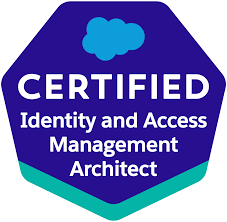 CERTIFIED
Identity and Access
Management
Architect